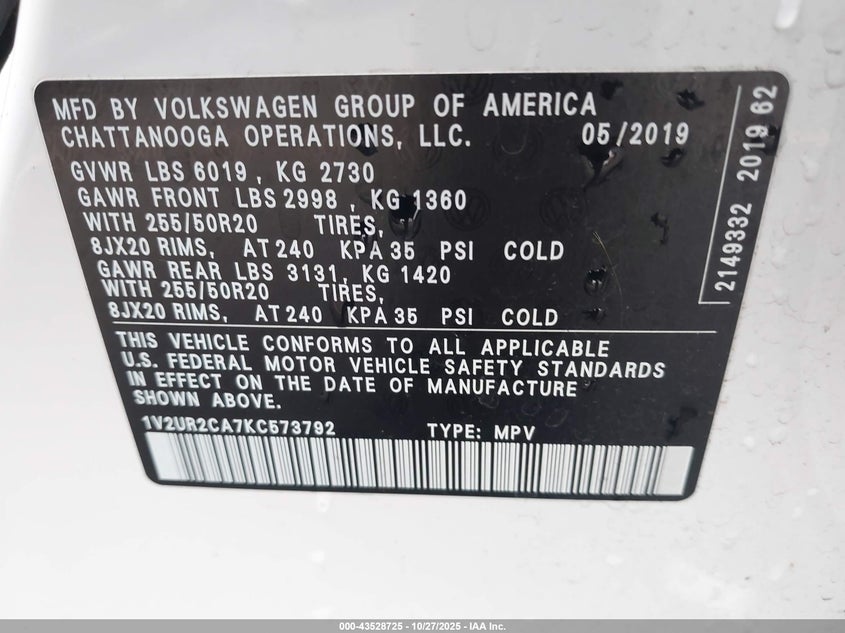 MFD BY VOLKSWAGEN GROUP OF AMERICA
CHATTANOOGA OPERATIONS, LLC. 05/2019
GVWR LBS 6019, KG 2730
GAWR FRONT LBS 2998, KG 1360
WITH 255/50R20 TIRES,
8JX20 RIMS, AT 240 KPA 35 PSI COLD
GAWR REAR LBS 3131, KG 1420
WITH 255/50R20 TIRES,
8JX20 RIMS, AT 240 KPA 35 PSI COLD
THIS VEHICLE CONFORMS TO ALL APPLICABLE
U.S. FEDERAL MOTOR VEHICLE SAFETY STANDARDS
IN EFFECT ON THE DATE OF MANUFACTURE
SHOWN ABOVE.
1V2UR2CA7KC573792 TYPE: MPV
2149332 2019 62
000-43528725 - 10/27/2025 - IAA Inc.